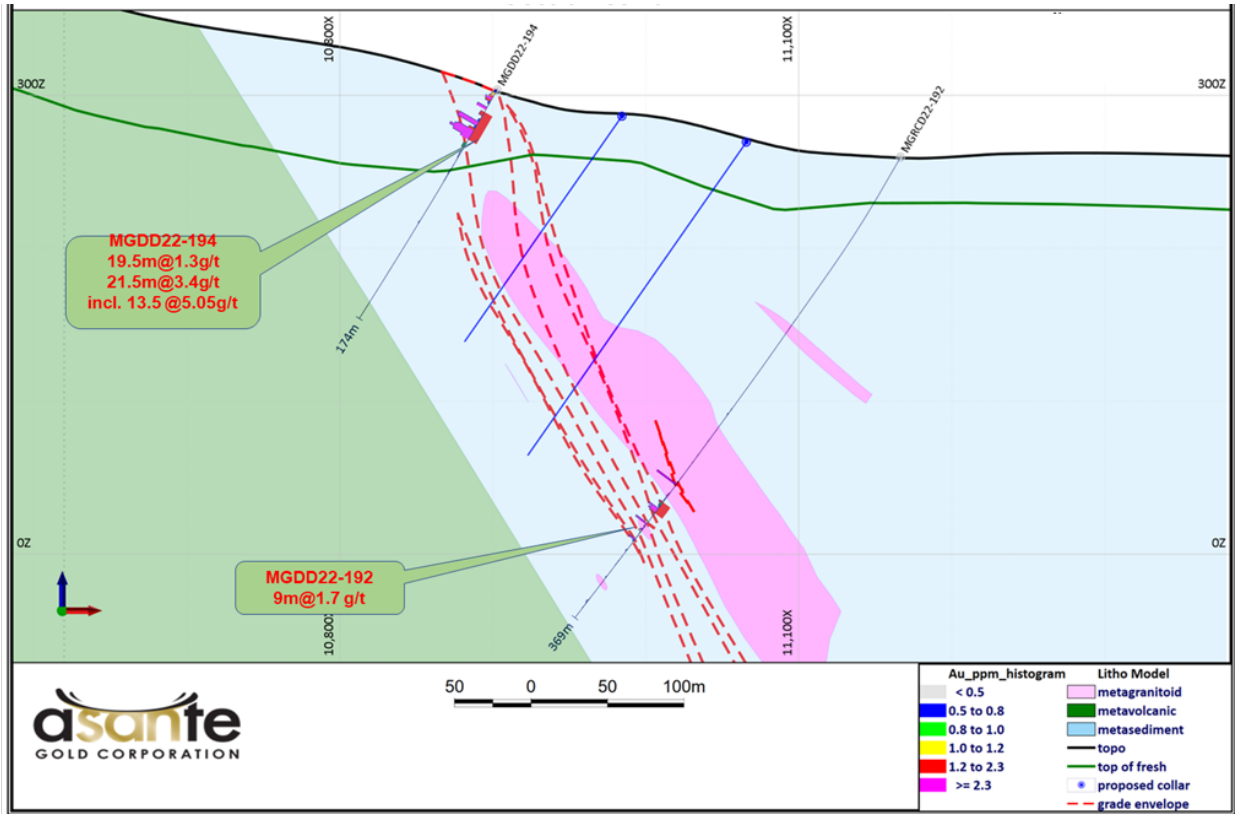 10,800X
MGDD22-194
11,100X
300Z
300Z
MGRCD22-192
MGDD22-194
19.5m@1.3g/t
21.5m@3.4g/t
incl. 13.5 @5.05g/t
174m
0Z
0Z
MGDD22-192
9m@1.7 g/t
369m
10,800X
11,100X
asante
GOLD CORPORATION
50 0 50 100m
Au_ppm_histogram
< 0.5
0.5 to 0.8
0.8 to 1.0
1.0 to 1.2
1.2 to 2.3
>= 2.3
Litho Model
metagranitoid
metavolcanic
metasediment
topo
top of fresh
proposed collar
grade envelope